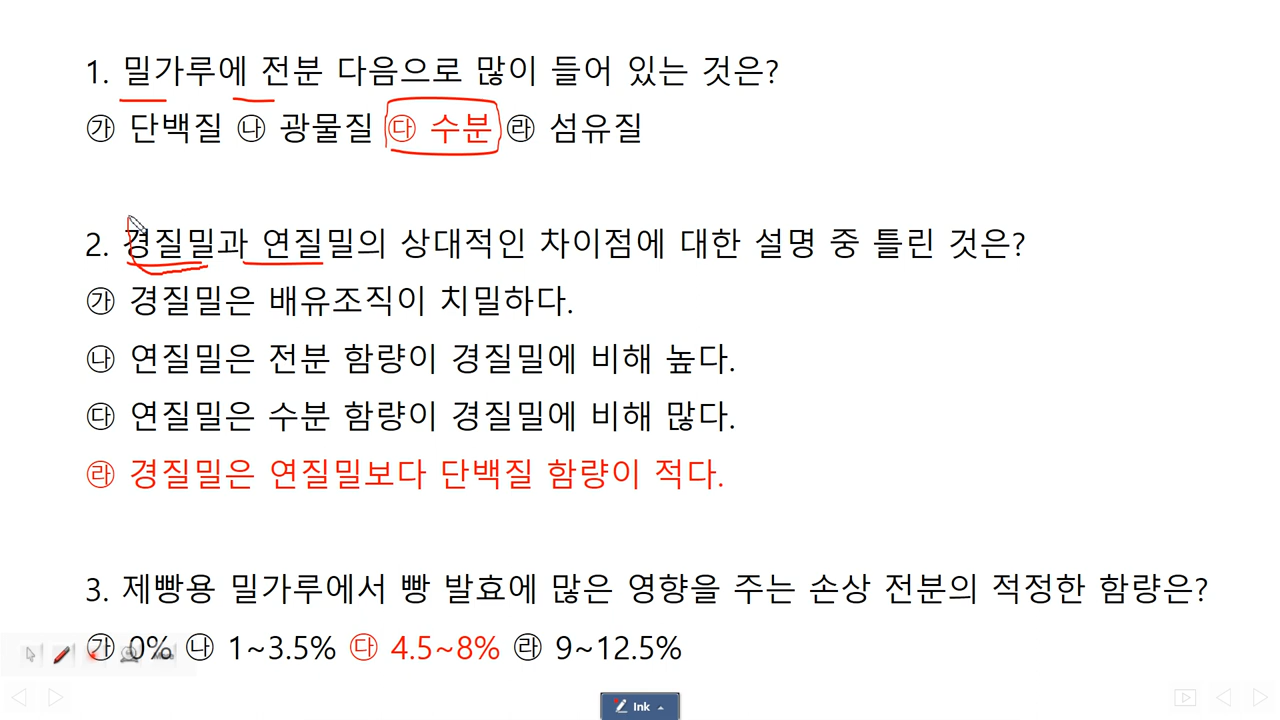 1. 밀가루에 전분 다음으로 많이 들어 있는 것은?
㉮ 단백질 ㉯ 광물질 ㉰ 수분 ㉱ 섬유질
2. 경질밀과 연질밀의 상대적인 차이점에 대한 설명 중 틀린 것은?
㉮ 경질밀은 배유조직이 치밀하다.
㉯ 연질밀은 전분 함량이 경질밀에 비해 높다.
㉰ 연질밀은 수분 함량이 경질밀에 비해 많다.
㉱ 경질밀은 연질밀보다 단백질 함량이 적다.
3. 제빵용 밀가루에서 빵 발효에 많은 영향을 주는 손상 전분의 적정한 함량은?
㉮ 0% ㉯ 1~3.5% ㉰ 4.5~8% ㉱ 9~12.5%
Ink